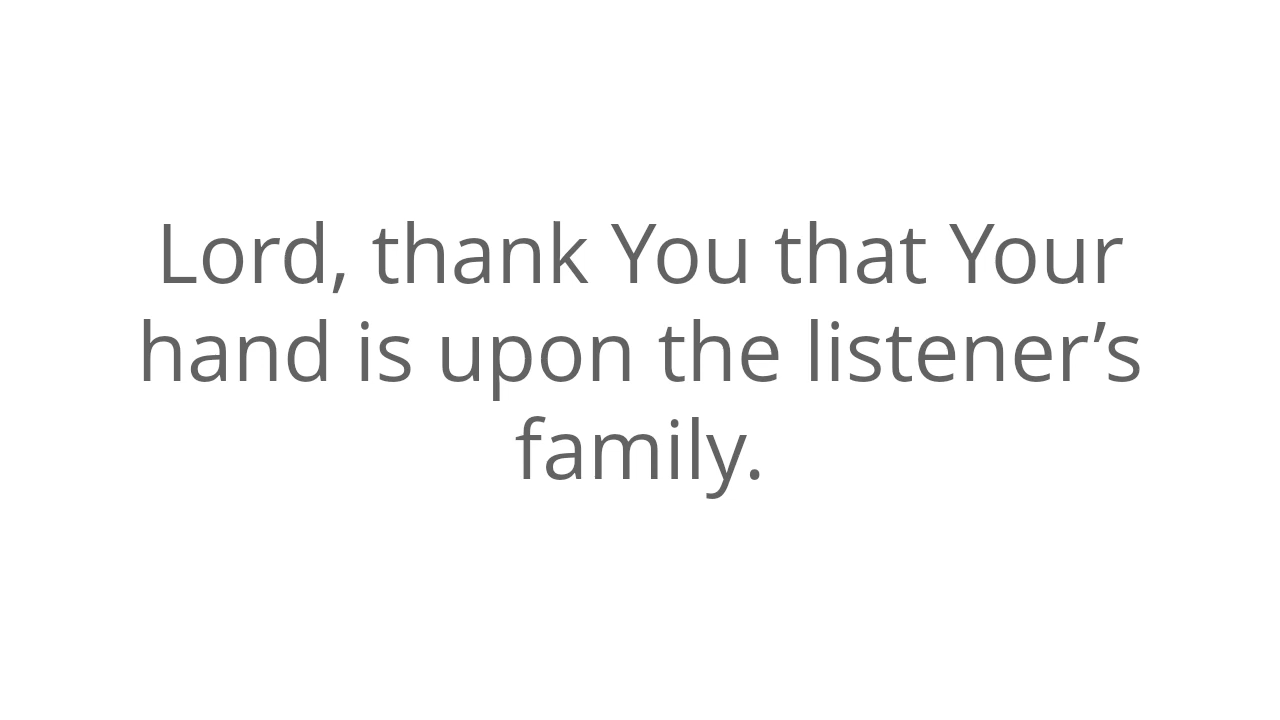 Lord, thank You that Your
hand is upon the listener’s
family.